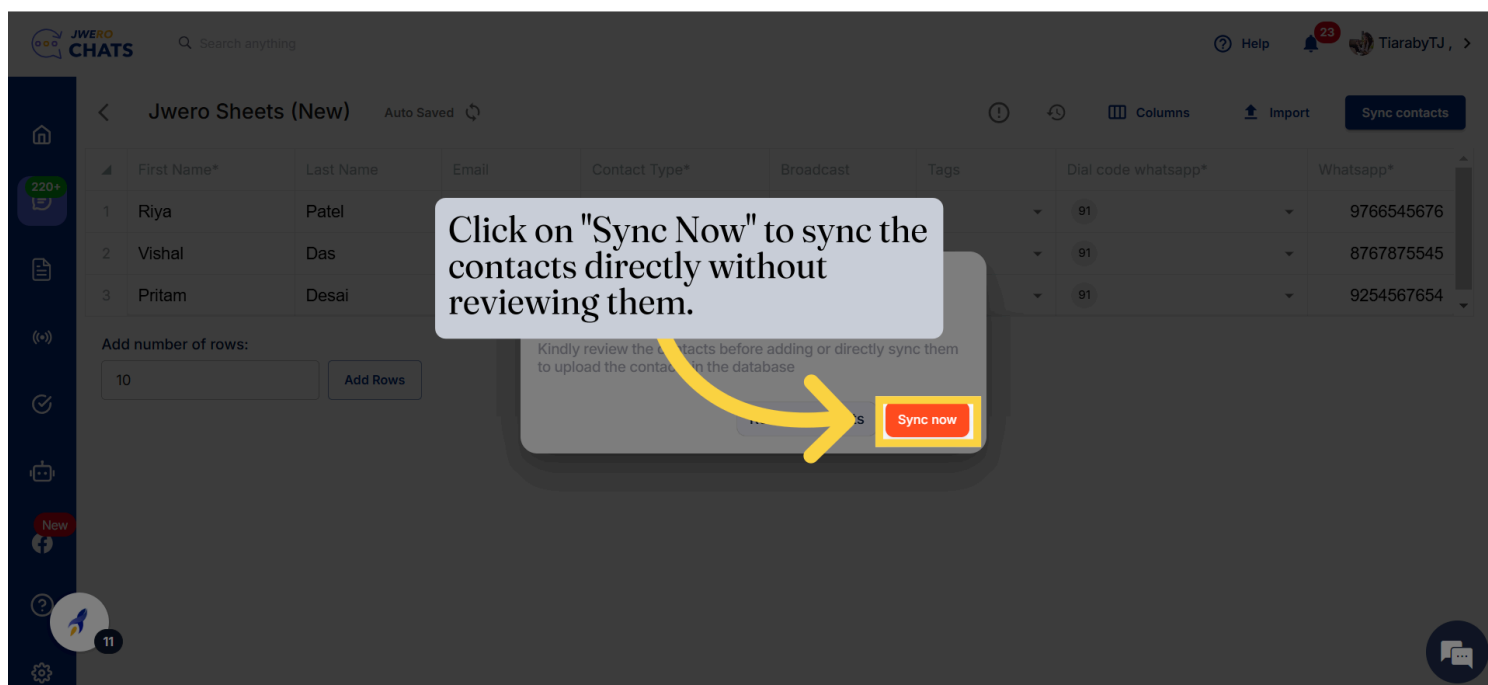 JWERO
CHATS
Search anything
Help
23
TiarabyTJ ,
Jwero Sheets (New)
Auto Saved
Columns
Import
Sync contacts
First Name* Last Name Email Contact Type* Broadcast Tags Dial code whatsapp* Whatsapp*
220+
1 Riya Patel 91 9766545676
2 Vishal Das 91 8767875545
3 Pritam Desai 91 9254567654
Click on "Sync Now" to sync the
contacts directly without
reviewing them.
Kindly review the contacts before adding or directly sync them
to upload the contacts in the database
Sync now
Add number of rows:
10
Add Rows
New
11